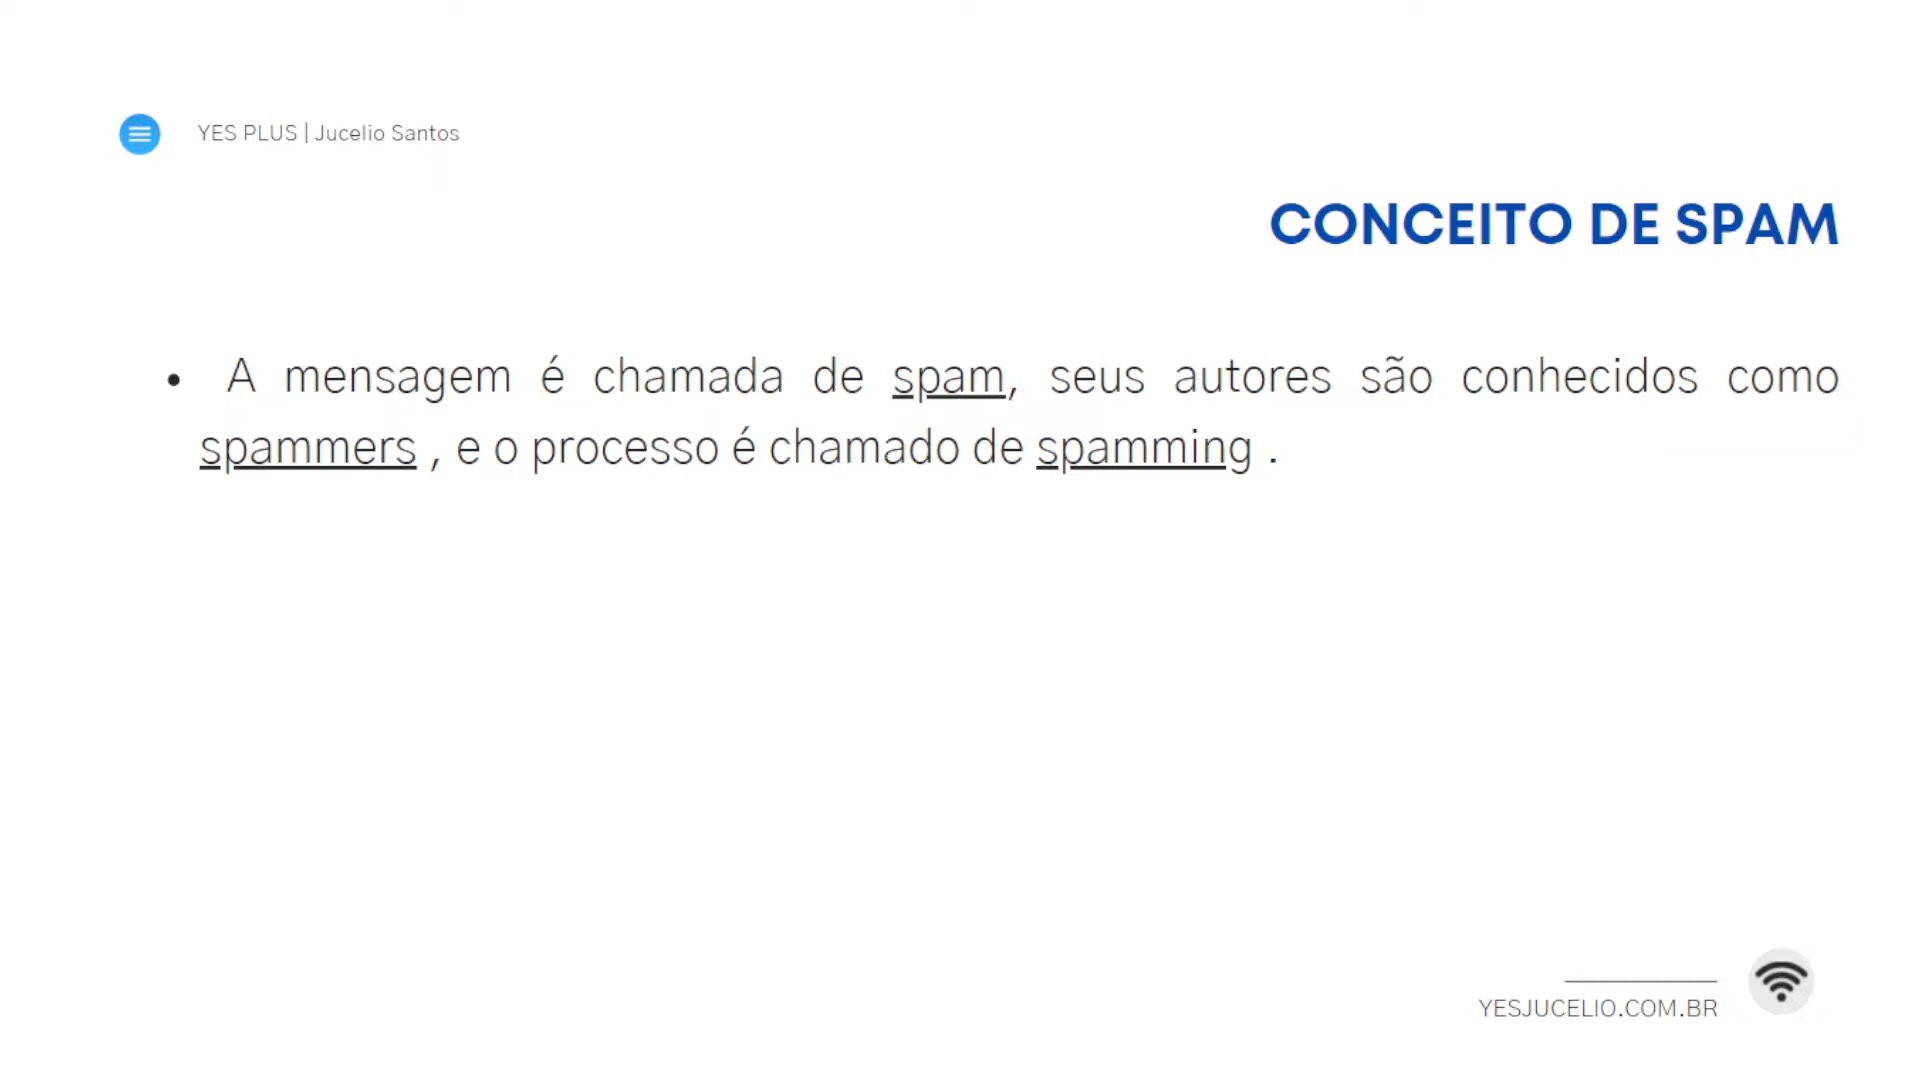 YES PLUS | Jucelio Santos
CONCEITO DE SPAM
• A mensagem é chamada de spam, seus autores são conhecidos como
spammers , e o processo é chamado de spamming .
YESJUCELIO.COM.BR